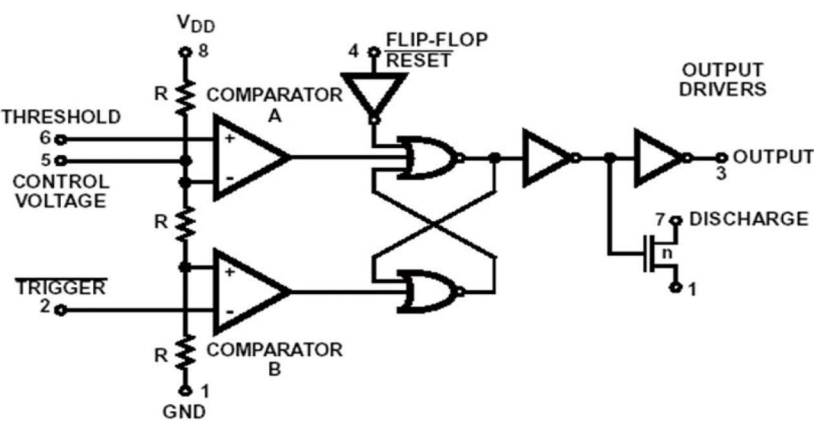 VDD
8
R
THRESHOLD
6
5
CONTROL
VOLTAGE
COMPARATOR
A
+
-
4
FLIP-FLOP
RESET
OUTPUT
DRIVERS
OUTPUT
3
R
7 DISCHARGE
n
1
TRIGGER
2
+
-
R
COMPARATOR
B
1
GND